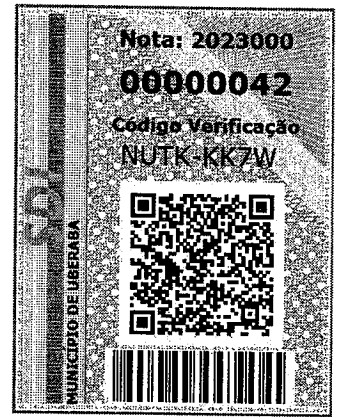 Nota: 2023000
00000042
Código Verificação
NUTK-KK7W
MUNICÍPIO DE UBERABA